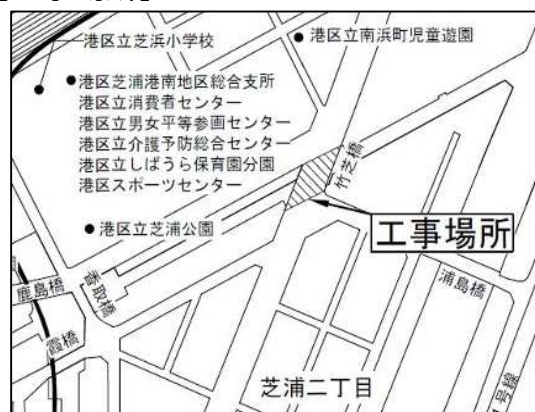 港区立芝浜小学校
港区立南浜町児童遊園
港区芝浦港南地区総合支所
港区立消費者センター
港区立男女平等参画センター
港区立介護予防総合センター
港区立しばうら保育園分園
港区スポーツセンター
竹芝橋
港区立芝浦公園
工事場所
香取橋
鹿島橋
浦島橋
霞橋
芝浦二丁目
1号線